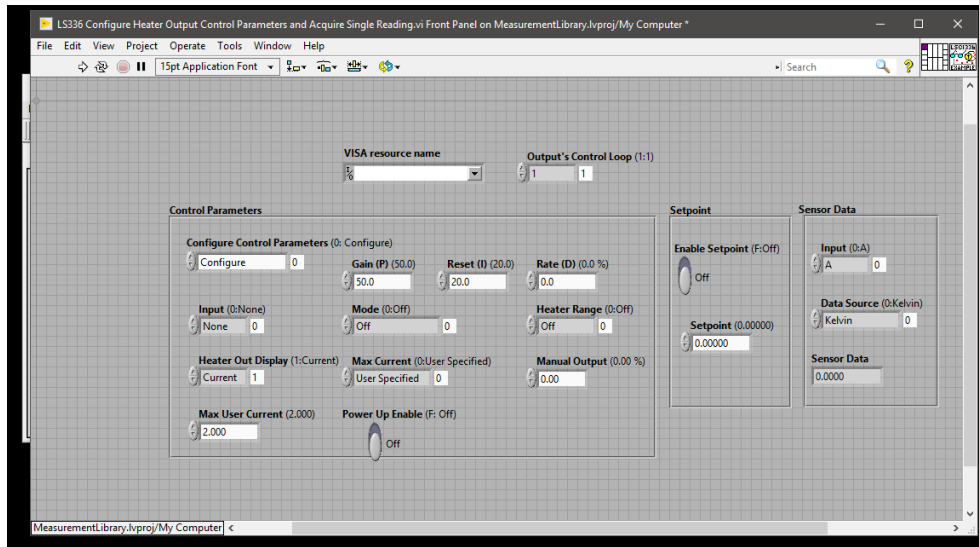 LS336 Configure Heater Output Control Parameters and Acquire Single Reading.vi Front Panel on MeasurementLibrary.lvproj/My Computer *
File Edit View Project Operate Tools Window Help
15pt Application Font
Search
EXAMPLE
VISA resource name
Output's Control Loop (1:1)
1 1
Control Parameters
Configure Control Parameters (0: Configure)
Configure 0
Gain (P) (50.0) Reset (I) (20.0) Rate (D) (0.0 %)
50.0 20.0 0.0
Input (0:None) Mode (0:Off) Heater Range (0:Off)
None 0 Off 0 Off 0
Heater Out Display (1:Current) Max Current (0:User Specified) Manual Output (0.00 %)
Current 1 User Specified 0 0.00
Max User Current (2.000) Power Up Enable (F: Off)
2.000 Off
Setpoint
Enable Setpoint (F:Off)
Off
Setpoint (0.00000)
0.00000
Sensor Data
Input (0:A)
A 0
Data Source (0:Kelvin)
Kelvin 0
Sensor Data
0.0000
MeasurementLibrary.lvproj/My Computer